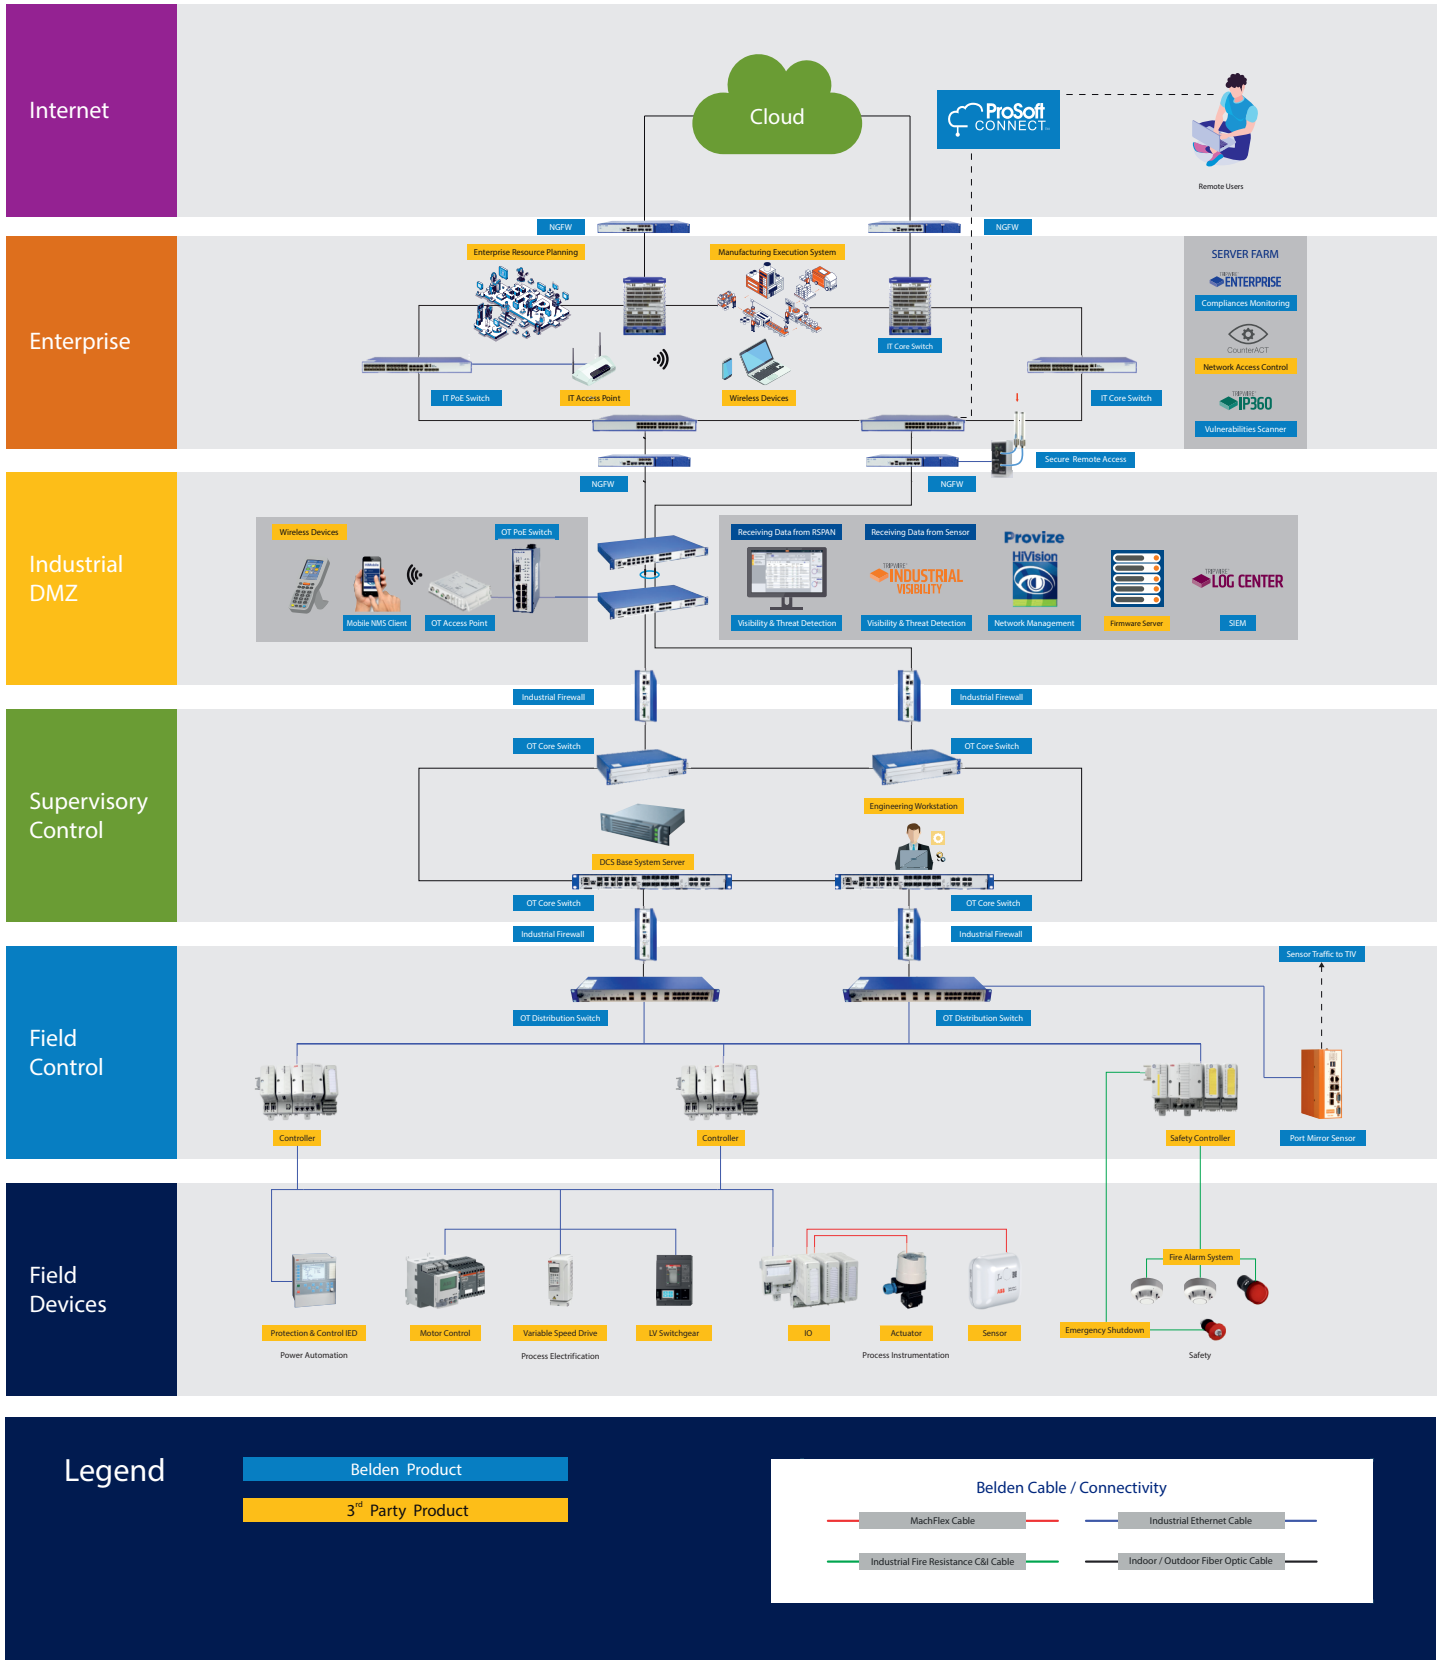 Internet
Cloud
ProSoft
CONNECT
Remote Users
NGFW
NGFW
Enterprise
Enterprise Resource Planning
Manufacturing Execution System
IT Core Switch
IT PoE Switch
IT Access Point
Wireless Devices
IT Core Switch
SERVER FARM
TRIPWIRE
ENTERPRISE
Compliances Monitoring
CounterACT
Network Access Control
TRIPWIRE
IP360
Vulnerabilities Scanner
Secure Remote Access
NGFW
NGFW
Industrial
DMZ
Wireless Devices
OT PoE Switch
Mobile NMS Client
OT Access Point
Receiving Data from RSPAN
Visibility & Threat Detection
Receiving Data from Sensor
TRIPWIRE
INDUSTRIAL
VISIBILITY
Visibility & Threat Detection
Provize
HiVision
Network Management
Firmware Server
TRIPWIRE
LOG CENTER
SIEM
Industrial Firewall
Industrial Firewall
Supervisory
Control
OT Core Switch
OT Core Switch
Engineering Workstation
DCS Base System Server
OT Core Switch
OT Core Switch
Industrial Firewall
Industrial Firewall
Field
Control
Sensor Traffic to TIV
OT Distribution Switch
OT Distribution Switch
Controller
Controller
Safety Controller
Port Mirror Sensor
Field
Devices
Fire Alarm System
Protection & Control IED
Motor Control
Variable Speed Drive
LV Switchgear
IO
Actuator
Sensor
Emergency Shutdown
Power Automation
Process Electrification
Process Instrumentation
Safety
Legend
Belden Product
3rd Party Product
Belden Cable / Connectivity
MachFlex Cable
Industrial Ethernet Cable
Industrial Fire Resistance C&I Cable
Indoor / Outdoor Fiber Optic Cable